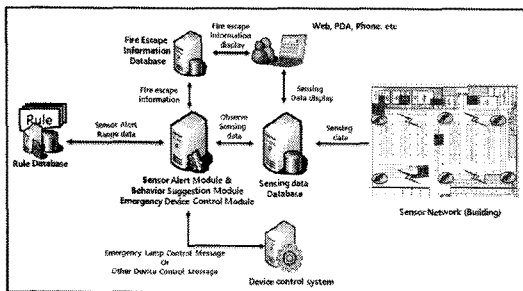 Fire Escape
Information
Database
Fire escape
information
display
Web, PDA, Phone. etc
Fire escape
information
Sensing
Data display
Rule
Rule Database
Sensor Alert
Range data
Observe
Sensing
data
Sensing
data
Sensor Alert Module &
Behavior Suggestion Module
Emergency Device Control Module
Sensing data
Database
Sensor Network (Building)
Emergency Lamp Control Message
Or
Other Device Control Message
Device control system